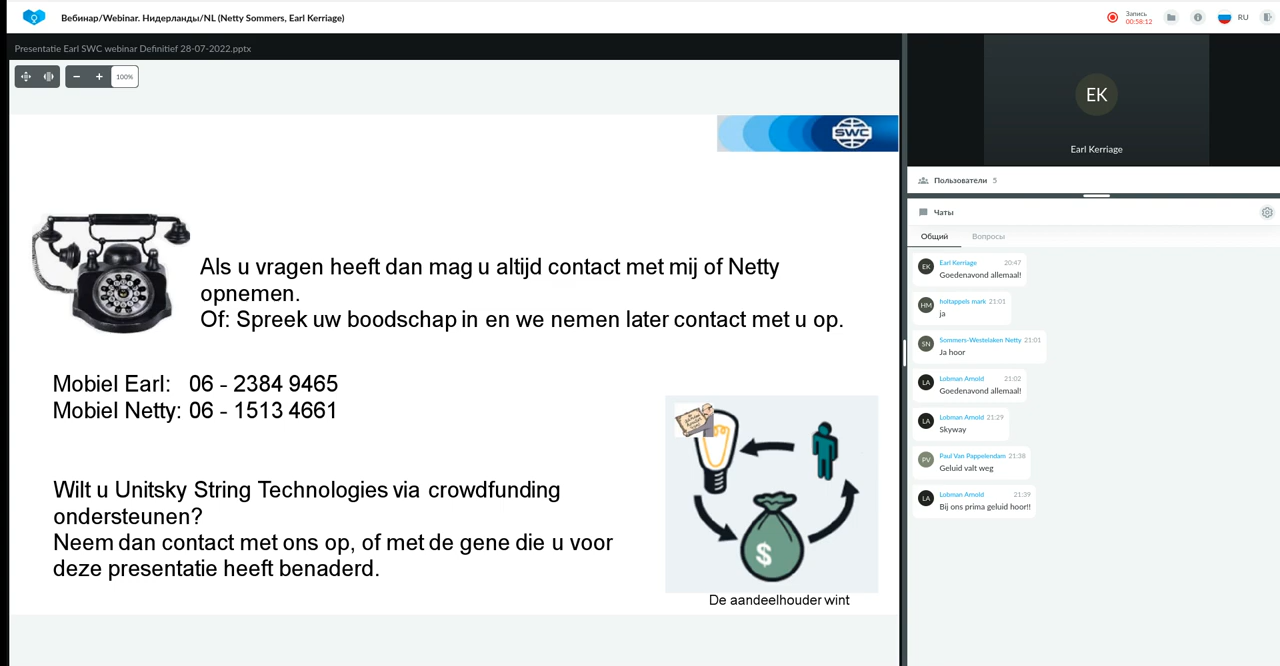 Вебинар/Webinar. Нидерланды/NL (Netty Sommers, Earl Kerriage)
Запись
00:58:12
RU
Presentatie Earl SWC webinar Definitief 28-07-2022.pptx
100%
SWC
Als u vragen heeft dan mag u altijd contact met mij of Netty
opnemen.
Of: Spreek uw boodschap in en we nemen later contact met u op.
Mobiel Earl: 06 - 2384 9465
Mobiel Netty: 06 - 1513 4661
Wilt u Unitsky String Technologies via crowdfunding
ondersteunen?
Neem dan contact met ons op, of met de gene die u voor
deze presentatie heeft benaderd.
$
De aandeelhouder wint
EK
Earl Kerriage
Пользователи 5
Чаты
Общий Вопросы
EK Earl Kerriage 20:47
Goedenavond allemaal!
HM holtappels mark 21:01
ja
SN Sommers-Westelaken Netty 21:01
Ja hoor
LA Lobman Arnold 21:02
Goedenavond allemaal!
LA Lobman Arnold 21:29
Skyway
PV Paul Van Pappelendam 21:38
Geluid valt weg
LA Lobman Arnold 21:39
Bij ons prima geluid hoor!!